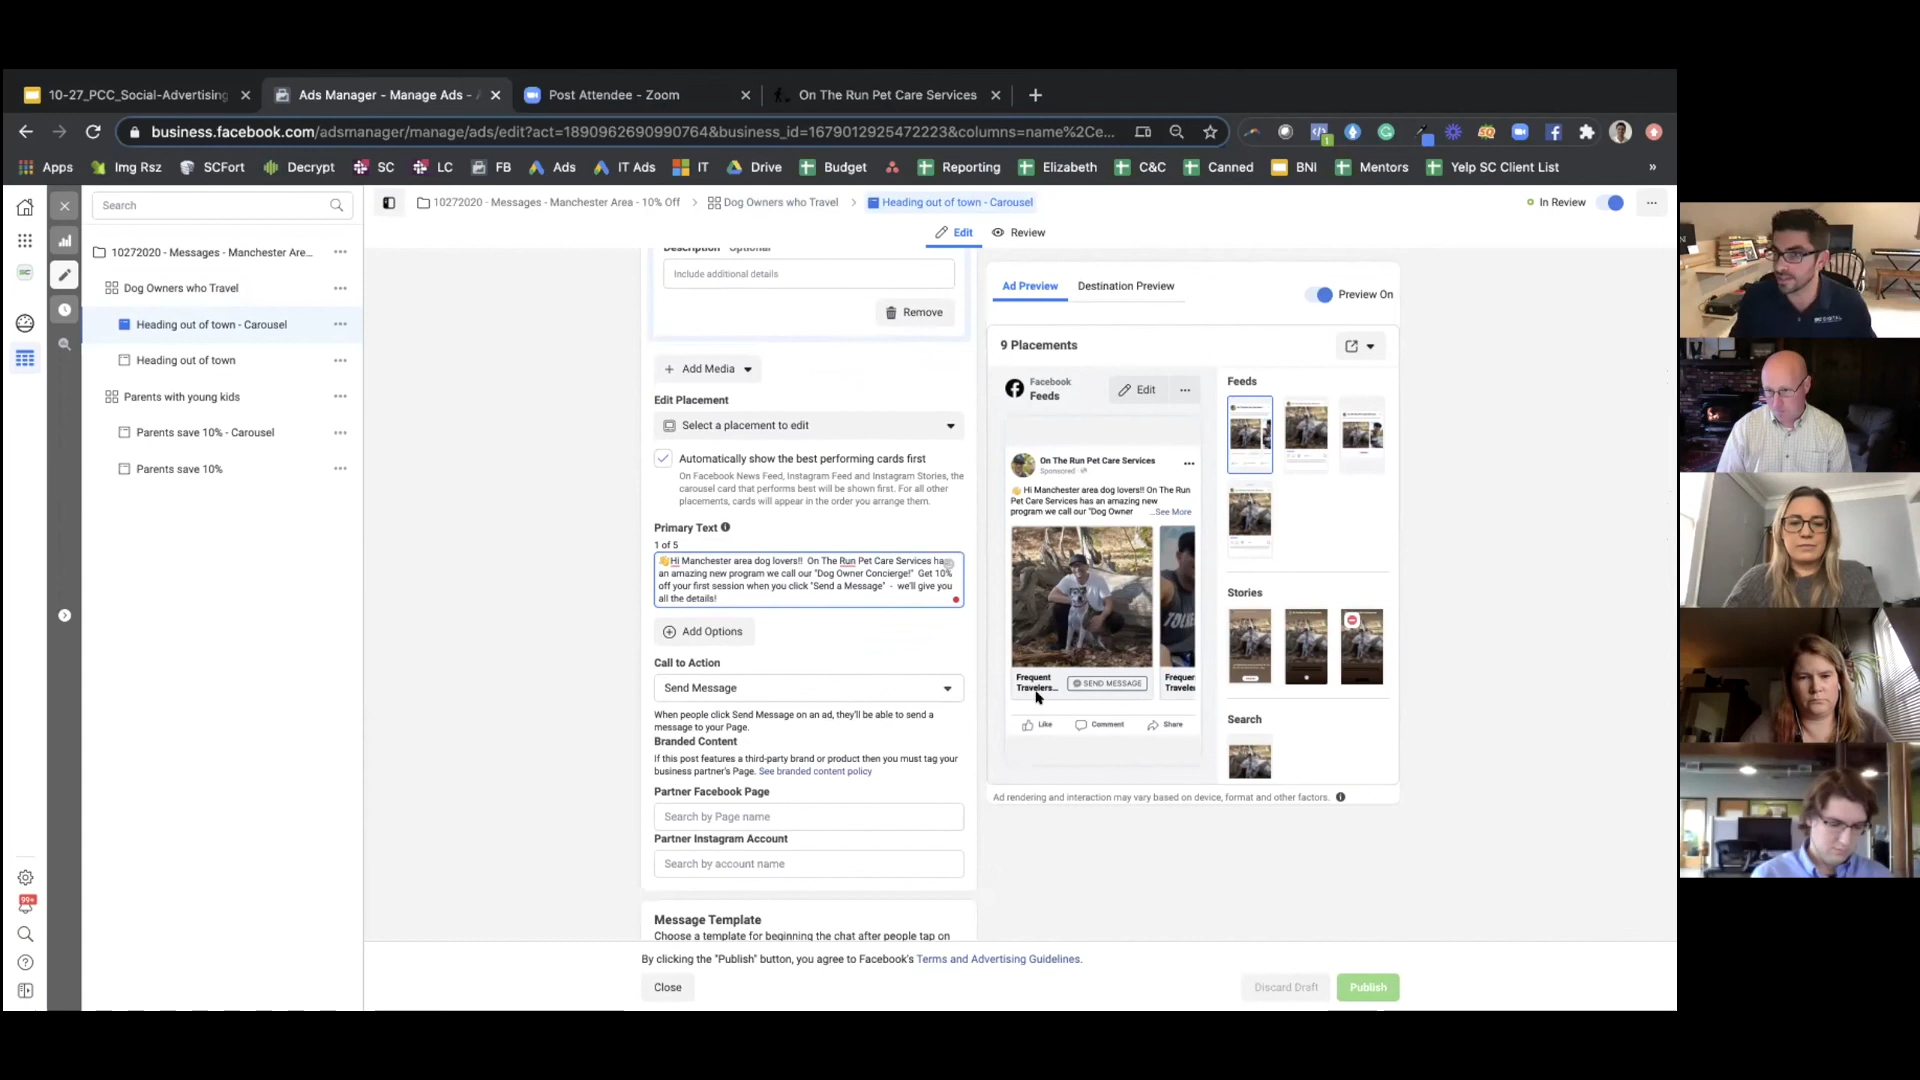 10-27_PCC_Social-Advertising
Ads Manager - Manage Ads -
Post Attendee - Zoom
On The Run Pet Care Services
business.facebook.com/adsmanager/manage/ads/edit?act=1890962690990764&business_id=1679012925472223&columns=name%2Ce...
Apps
Img Rsz
SCFort
Decrypt
SC
LC
FB
Ads
IT Ads
IT
Drive
Budget
Reporting
Elizabeth
C&C
Canned
BNI
Mentors
Yelp SC Client List
»
Search
10272020 - Messages - Manchester Area - 10% Off
Dog Owners who Travel
Heading out of town - Carousel
In Review
Edit
Review
10272020 - Messages - Manchester Are...
Dog Owners who Travel
Heading out of town - Carousel
Heading out of town
Parents with young kids
Parents save 10% - Carousel
Parents save 10%
99+
Description Optional
Include additional details
Remove
Add Media
Edit Placement
Select a placement to edit
Automatically show the best performing cards first
On Facebook News Feed, Instagram Feed and Instagram Stories, the
carousel card that performs best will be shown first. For all other
placements, cards will appear in the order you arrange them.
Primary Text
1 of 5
👋Hi Manchester area dog lovers!! On The Run Pet Care Services has
an amazing new program we call our "Dog Owner Concierge!" Get 10%
off your first session when you click "Send a Message" - we'll give you
all the details!
Add Options
Call to Action
Send Message
When people click Send Message on an ad, they'll be able to send a
message to your Page.
Branded Content
If this post features a third-party brand or product then you must tag your
business partner's Page. See branded content policy
Partner Facebook Page
Search by Page name
Partner Instagram Account
Search by account name
Message Template
Choose a template for beginning the chat after people tap on
Ad Preview
Destination Preview
Preview On
9 Placements
Facebook
Feeds
Edit
On The Run Pet Care Services
Sponsored
👋 Hi Manchester area dog lovers!! On The Run
Pet Care Services has an amazing new
program we call our "Dog Owner ...See More
Frequent
Travelers...
SEND MESSAGE
Frequen
Traveler
Like
Comment
Share
Feeds
Stories
Search
Ad rendering and interaction may vary based on device, format and other factors.
By clicking the "Publish" button, you agree to Facebook's Terms and Advertising Guidelines.
Close
Discard Draft
Publish